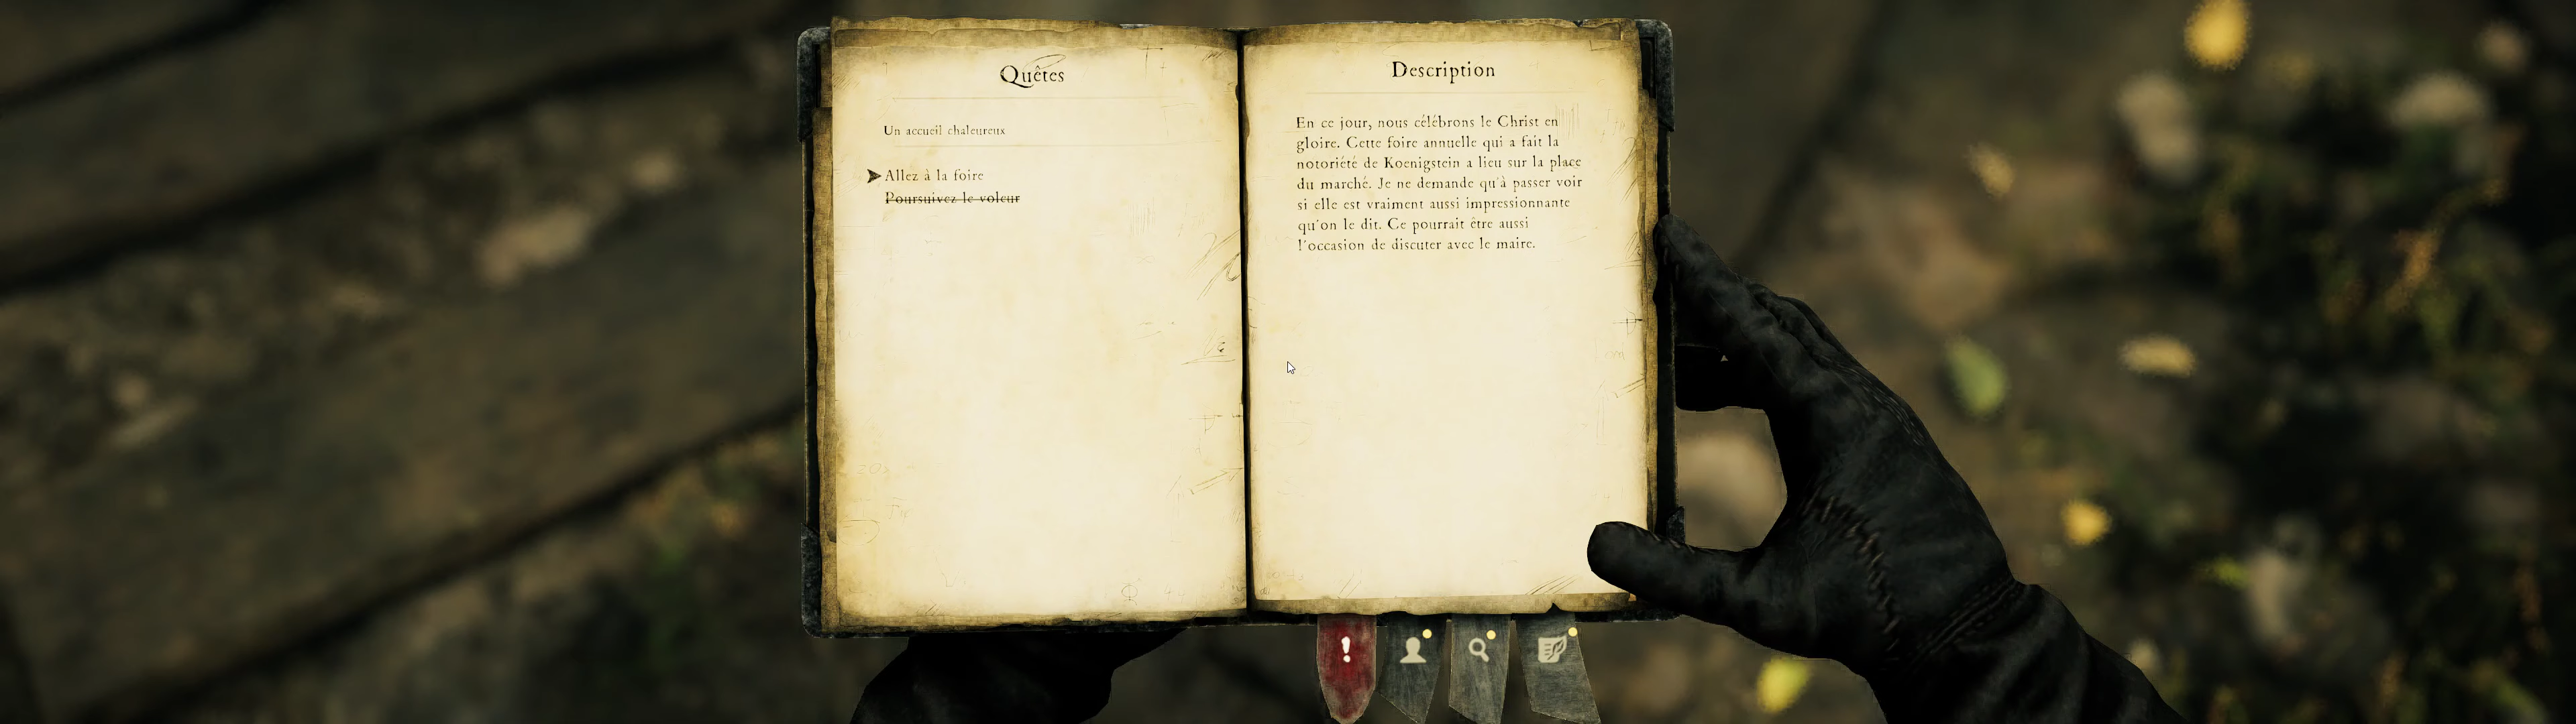 Quêtes
Un accueil chaleureux
Allez à la foire
Poursuivez le voleur
Description
En ce jour, nous célébrons le Christ en
gloire. Cette foire annuelle qui a fait la
notoriété de Koenigstein a lieu sur la place
du marché. Je ne demande qu'à passer voir
si elle est vraiment aussi impressionnante
qu'on le dit. Ce pourrait être aussi
l'occasion de discuter avec le maire.